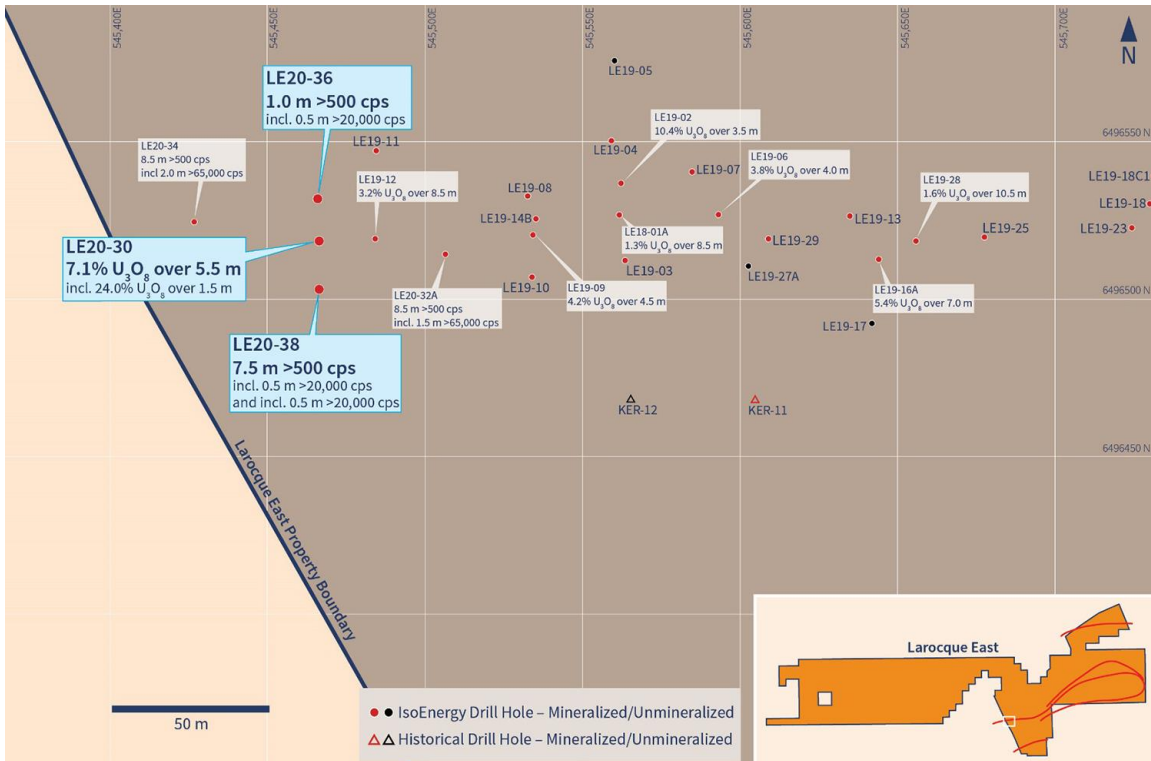 545,400
545,450
545,500
545,550
545,600
545,650
545,700
N
LE19-05
LE20-36
1.0 m >500 cps
incl. 0.5 m >20,000 cps
LE19-02
10.4% U3O8 over 3.5 m
6496550 N
LE20-34
8.5 m >500 cps
incl 2.0 m >65,000 cps
LE19-11
LE19-04
LE19-07
LE19-06
3.8% U3O8 over 4.0 m
LE19-12
3.2% U3O8 over 8.5 m
LE19-08
LE19-28
1.6% U3O8 over 10.5 m
LE19-18C1
LE19-18
LE19-14B
LE19-13
LE19-23
LE19-25
LE18-01A
1.3% U3O8 over 8.5 m
LE19-29
LE20-30
7.1% U3O8 over 5.5 m
incl. 24.0% U3O8 over 1.5 m
LE19-03
LE19-27A
LE19-10
LE19-09
4.2% U3O8 over 4.5 m
LE20-32A
8.5 m >500 cps
incl. 1.5 m >65,000 cps
LE19-16A
5.4% U3O8 over 7.0 m
6496500 N
LE19-17
LE20-38
7.5 m >500 cps
incl. 0.5 m >20,000 cps
and incl. 0.5 m >20,000 cps
KER-12
KER-11
6496450 N
Larocque East Property Boundary
50 m
Larocque East
IsoEnergy Drill Hole – Mineralized/Unmineralized
Historical Drill Hole – Mineralized/Unmineralized